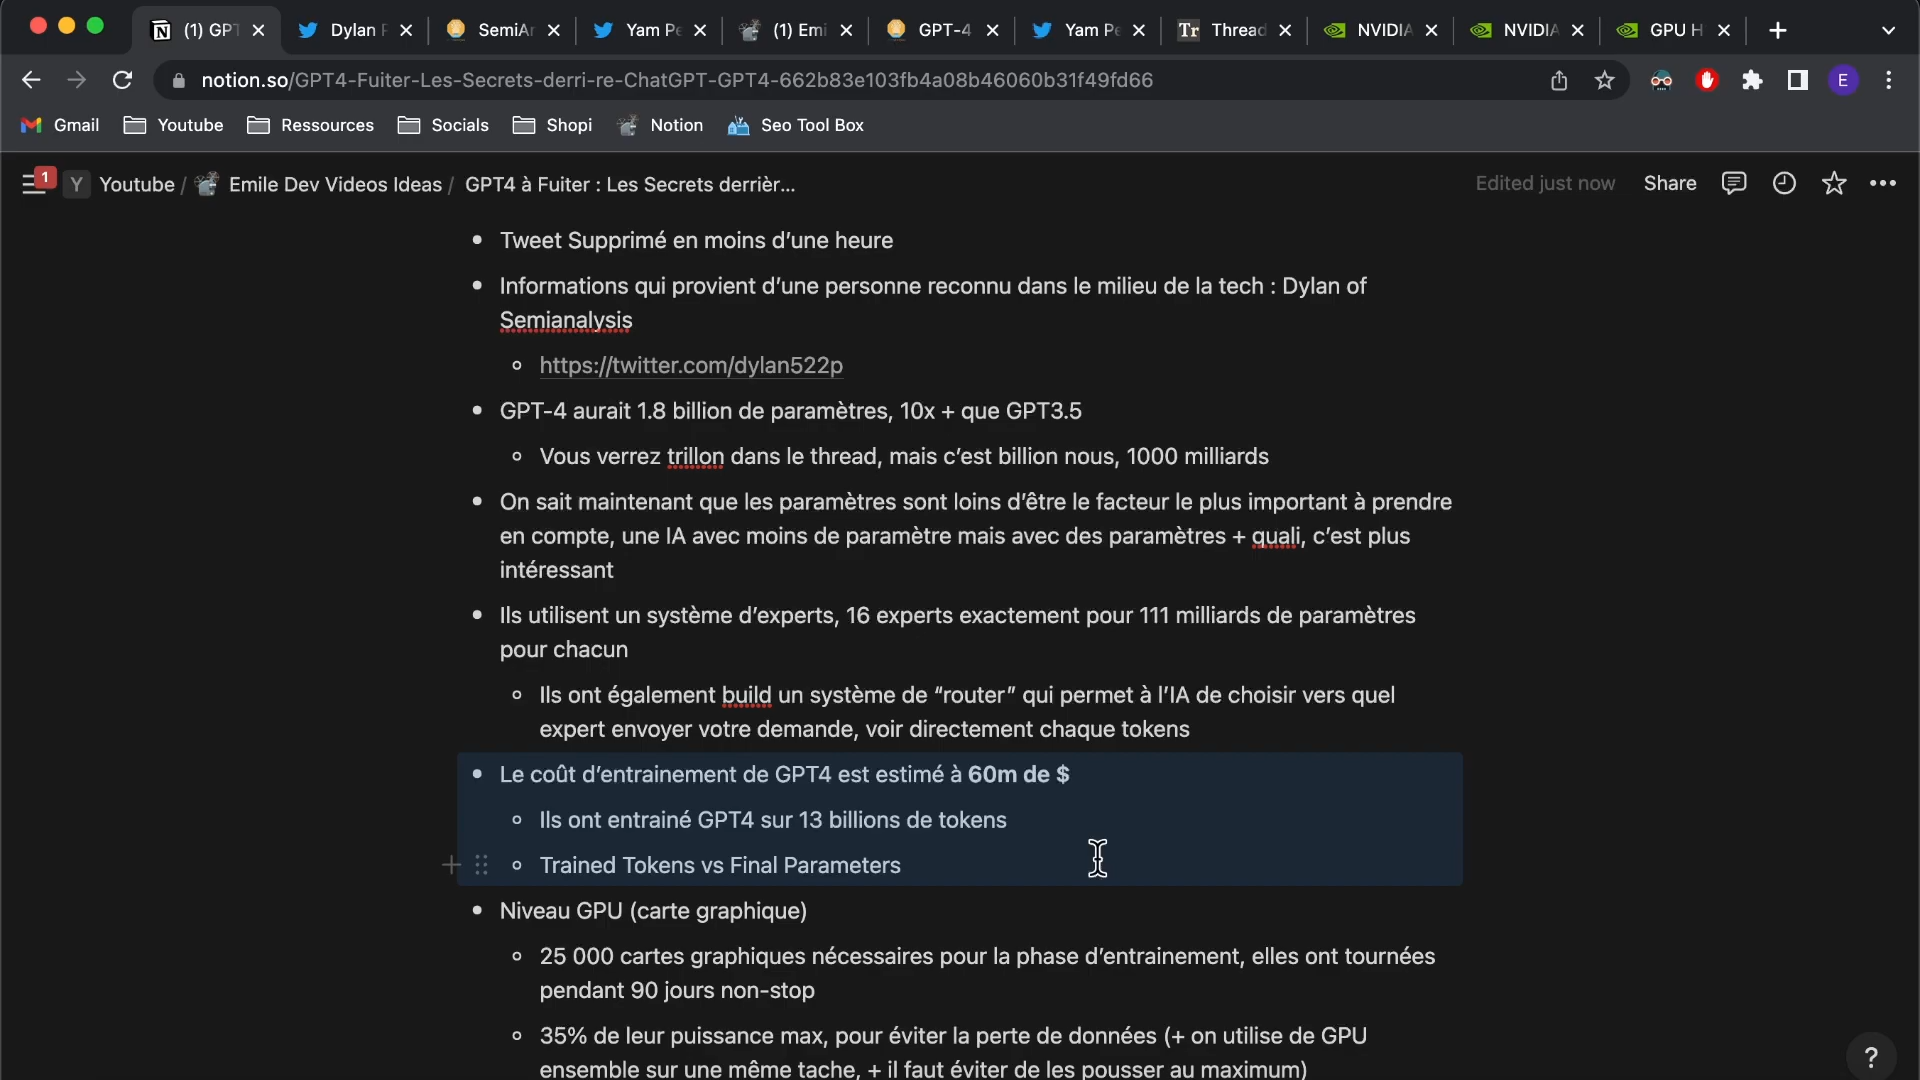 (1) GPT
Dylan P
SemiAn
Yam Pe
(1) Emi
GPT-4
Yam Pe
Tr Thread
NVIDIA
NVIDIA
GPU H
notion.so/GPT4-Fuiter-Les-Secrets-derri-re-ChatGPT-GPT4-662b83e103fb4a08b46060b31f49fd66
E
Gmail
Youtube
Ressources
Socials
Shopi
Notion
Seo Tool Box
1
Y Youtube / Emile Dev Videos Ideas / GPT4 à Fuiter : Les Secrets derrièr...
Edited just now
Share
• Tweet Supprimé en moins d’une heure
• Informations qui provient d’une personne reconnu dans le milieu de la tech : Dylan of
Semianalysis
◦ https://twitter.com/dylan522p
• GPT-4 aurait 1.8 billion de paramètres, 10x + que GPT3.5
◦ Vous verrez trillon dans le thread, mais c’est billion nous, 1000 milliards
• On sait maintenant que les paramètres sont loins d’être le facteur le plus important à prendre
en compte, une IA avec moins de paramètre mais avec des paramètres + quali, c’est plus
intéressant
• Ils utilisent un système d’experts, 16 experts exactement pour 111 milliards de paramètres
pour chacun
◦ Ils ont également build un système de “router” qui permet à l’IA de choisir vers quel
expert envoyer votre demande, voir directement chaque tokens
• Le coût d’entrainement de GPT4 est estimé à 60m de $
◦ Ils ont entrainé GPT4 sur 13 billions de tokens
◦ Trained Tokens vs Final Parameters
• Niveau GPU (carte graphique)
◦ 25 000 cartes graphiques nécessaires pour la phase d’entrainement, elles ont tournées
pendant 90 jours non-stop
◦ 35% de leur puissance max, pour éviter la perte de données (+ on utilise de GPU
ensemble sur une même tache, + il faut éviter de les pousser au maximum)
?